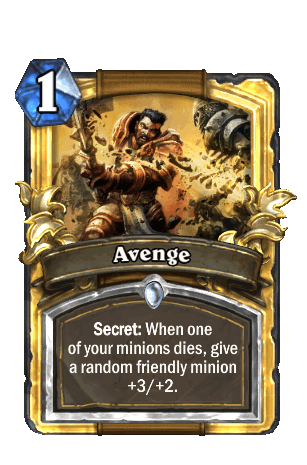 1
Avenge
Secret: When one
of your minions dies, give
a random friendly minion
+3/+2.